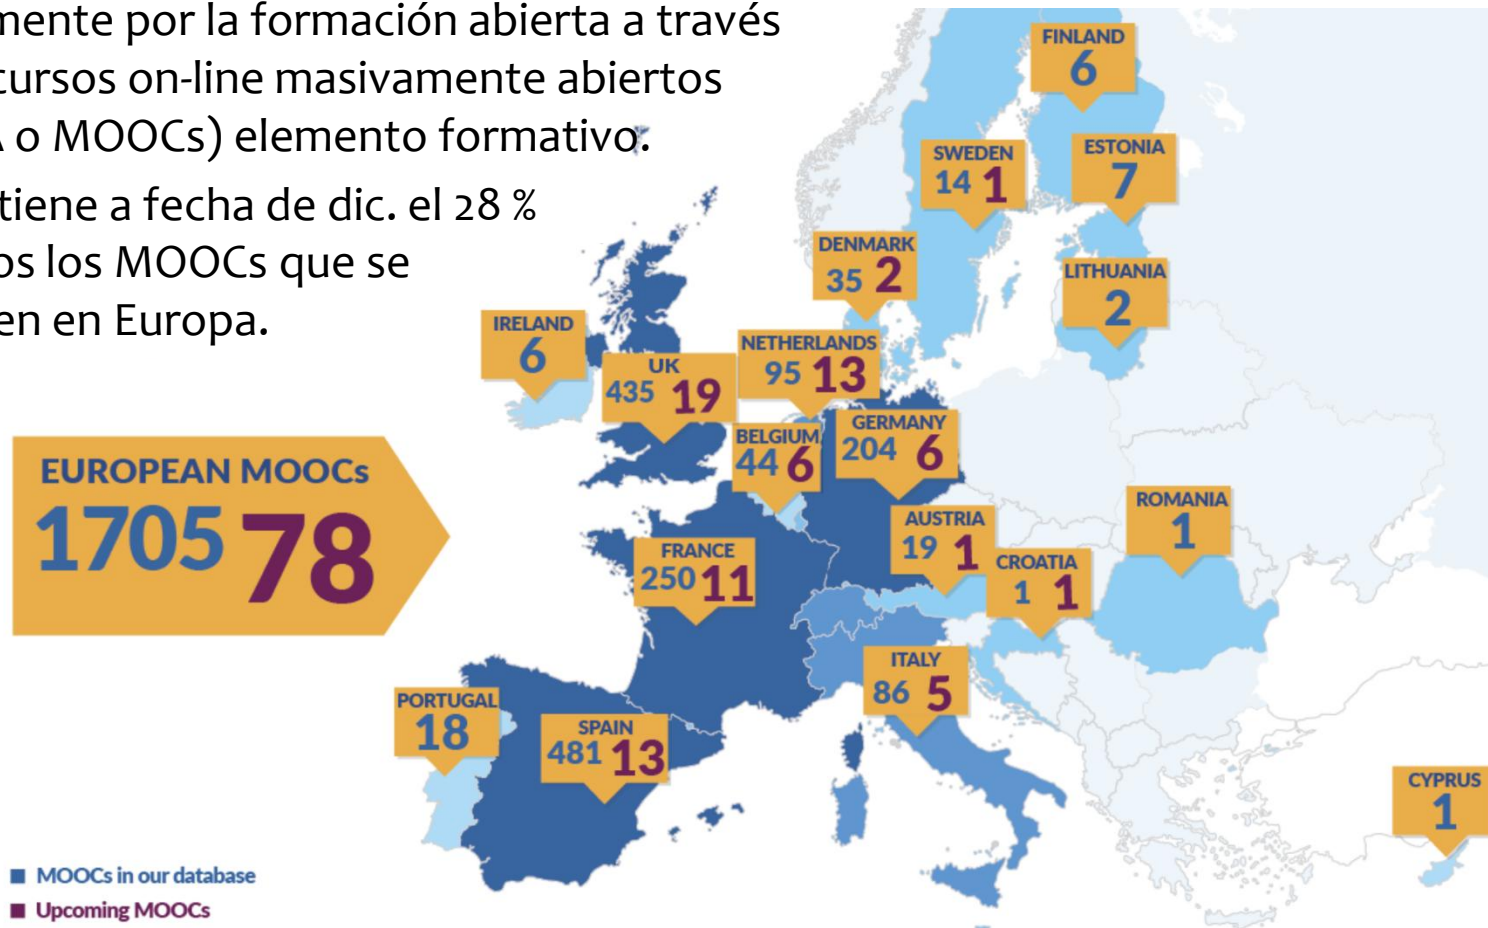 mente por la formación abierta a través
cursos on-line masivamente abiertos
o MOOCs) elemento formativo.
tiene a fecha de dic. el 28 %
os los MOOCs que se
en en Europa.
FINLAND
6
SWEDEN
14 1
ESTONIA
7
DENMARK
35 2
LITHUANIA
2
IRELAND
6
UK
435 19
NETHERLANDS
95 13
BELGIUM
44 6
GERMANY
204 6
EUROPEAN MOOCs
1705 78
ROMANIA
1
AUSTRIA
19 1
FRANCE
250 11
CROATIA
1 1
ITALY
86 5
PORTUGAL
18
SPAIN
481 13
CYPRUS
1
MOOCs in our database
Upcoming MOOCs